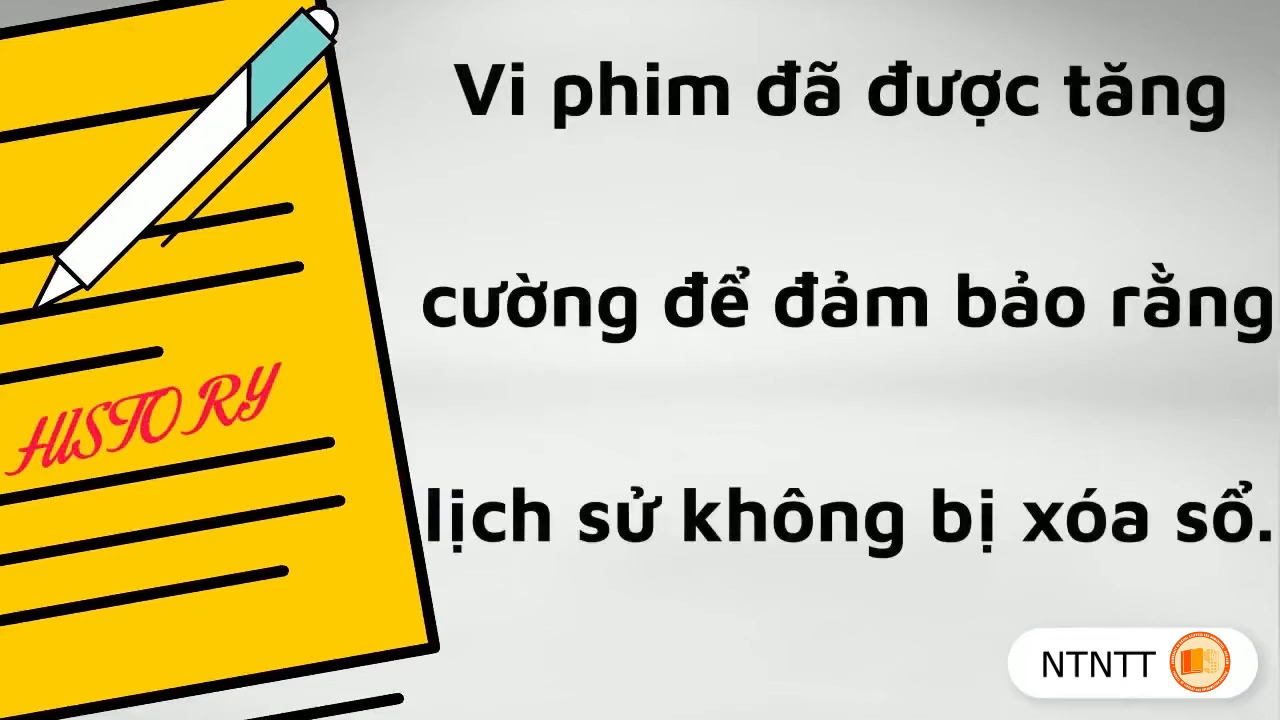 Vi phim đã được tăng
cường để đảm bảo rằng
lịch sử không bị xóa sổ.
HISTORY
NTNTT